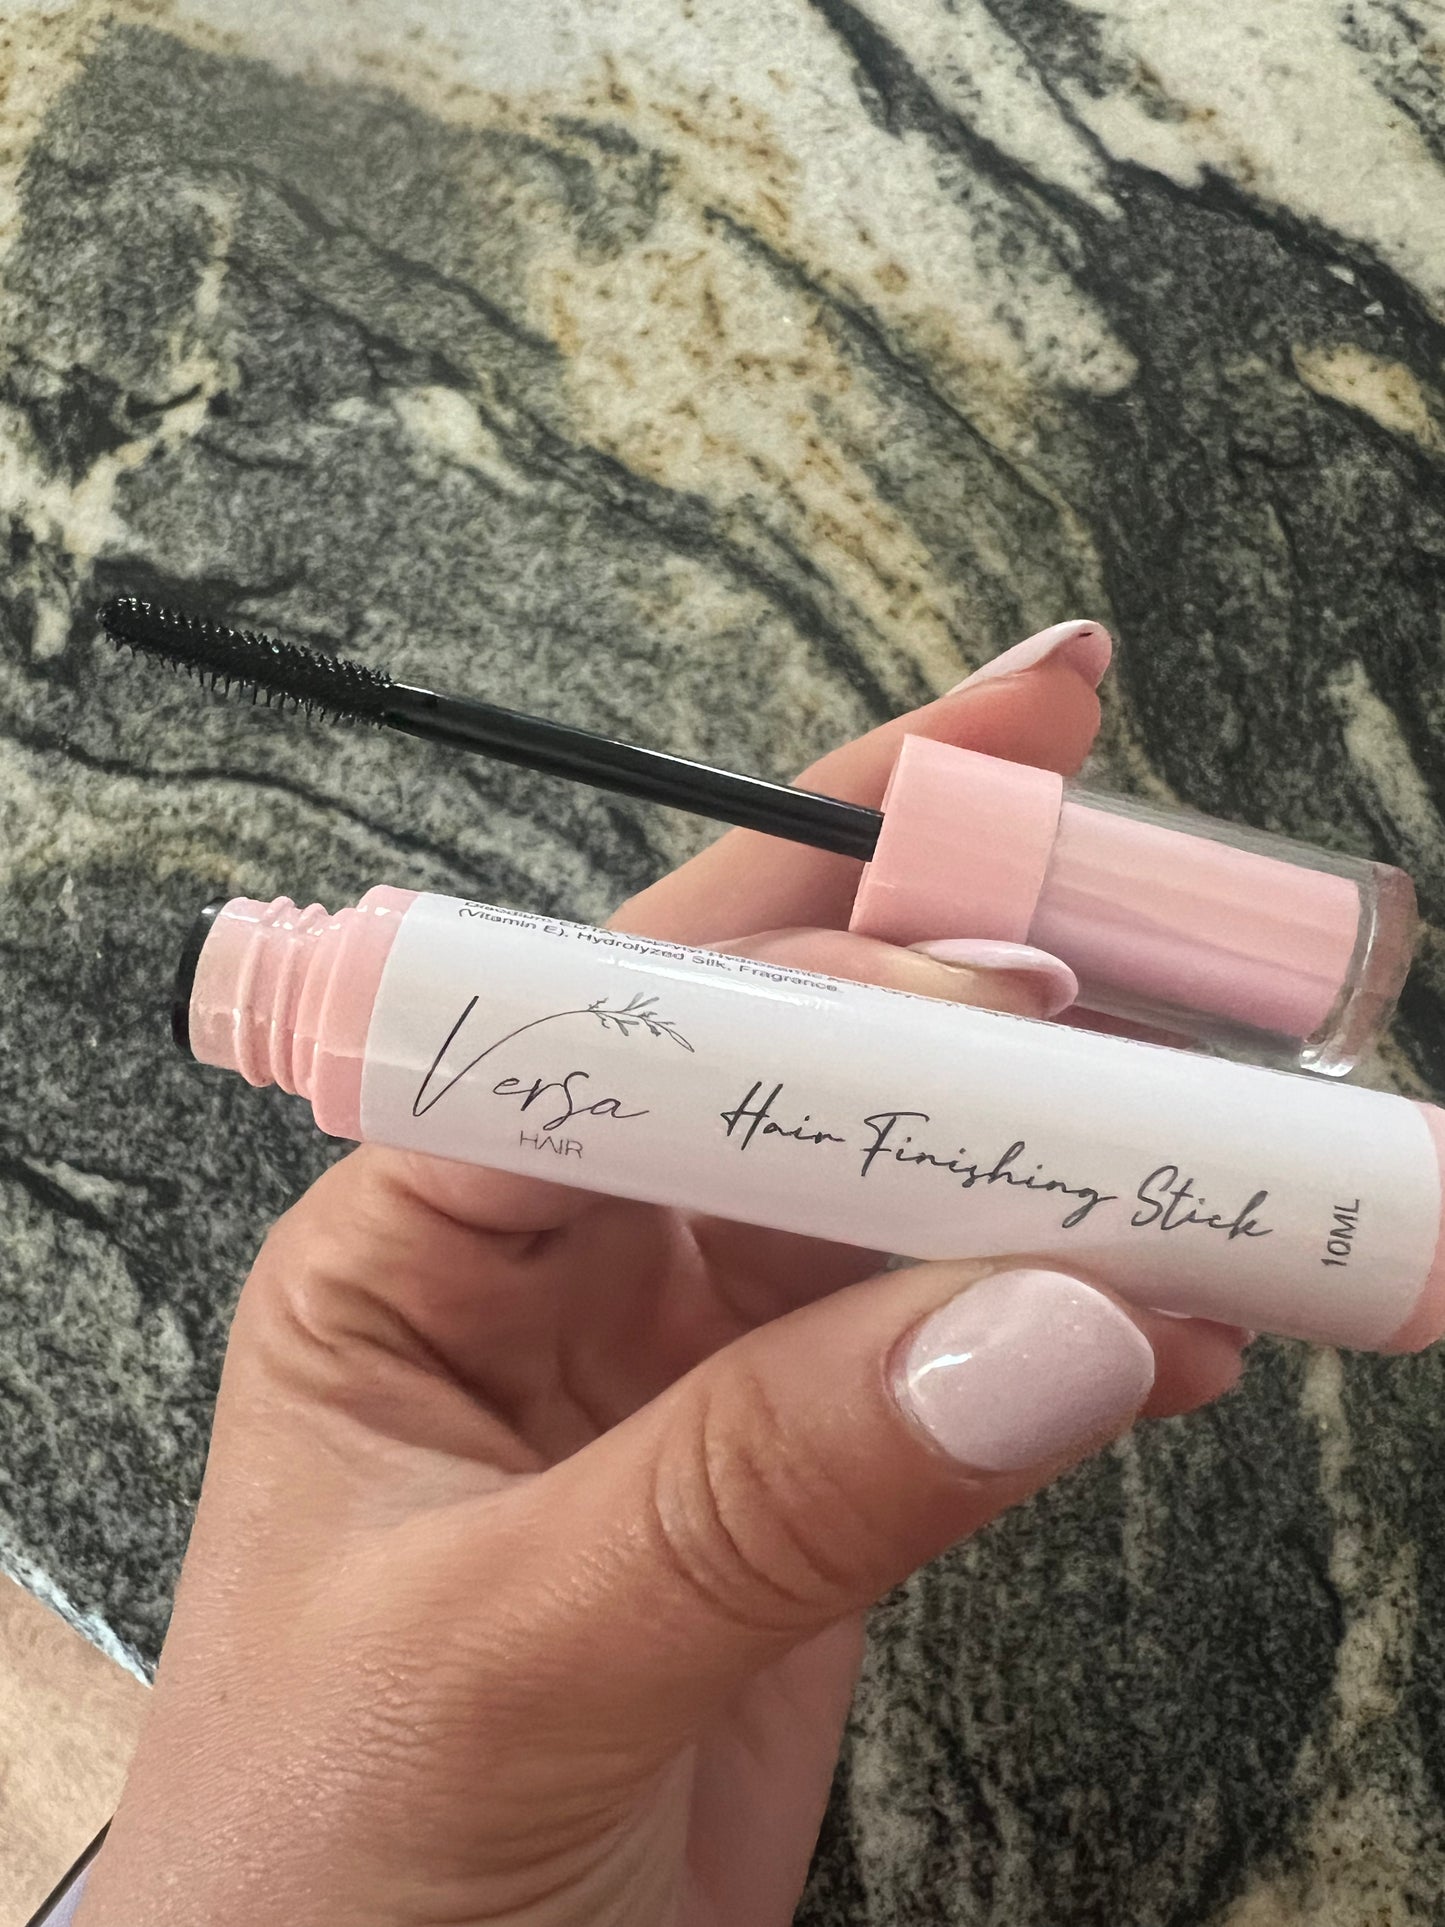 (Vitamin E), Hydrolyzed Silk, Fragrance.
Versa
HAIR
Hair Finishing Stick
10ML